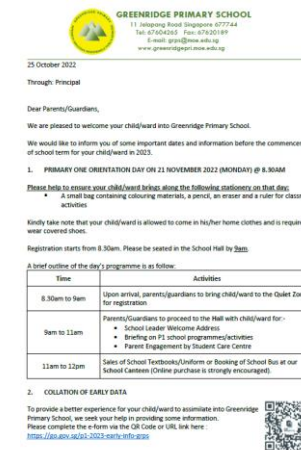 GREENRIDGE PRIMARY SCHOOL
11 Jelapang Road Singapore 677744
Tel: 67604265 Fax: 67620189
E-mail: grps@moe.edu.sg
www.greenridgepri.moe.edu.sg
25 October 2022
Through: Principal
Dear Parents/Guardians,
We are pleased to welcome your child/ward into Greenridge Primary School.
We would like to inform you of some important dates and information before the commencem
of school term for your child/ward in 2023.
1. PRIMARY ONE ORIENTATION DAY ON 21 NOVEMBER 2022 (MONDAY) @ 8.30AM
Please help to ensure your child/ward brings along the following stationery on that day:
• A small bag containing colouring materials, a pencil, an eraser and a ruler for classr
activities
Kindly take note that your child/ward is allowed to come in his/her home clothes and is requir
wear covered shoes.
Registration starts from 8.30am. Please be seated in the School Hall by 9am.
A brief outline of the day's programme is as follow:
Time Activities
8.30am to 9am
Upon arrival, parents/guardians to bring child/ward to the Quiet Zo
for registration
9am to 11am
Parents/Guardians to proceed to the Hall with child/ward for:-
• School Leader Welcome Address
• Briefing on P1 school programmes/activities
• Parent Engagement by Student Care Centre
11am to 12pm
Sales of School Textbooks/Uniform or Booking of School Bus at our
School Canteen (Online purchase is strongly encouraged).
2. COLLATION OF EARLY DATA
To provide a better experience for your child/ward to assimilate into Greenridge
Primary School, we seek your help in providing some information.
Please complete the e-form via the QR Code or URL link here :
https://go.gov.sg/p1-2023-early-info-grps